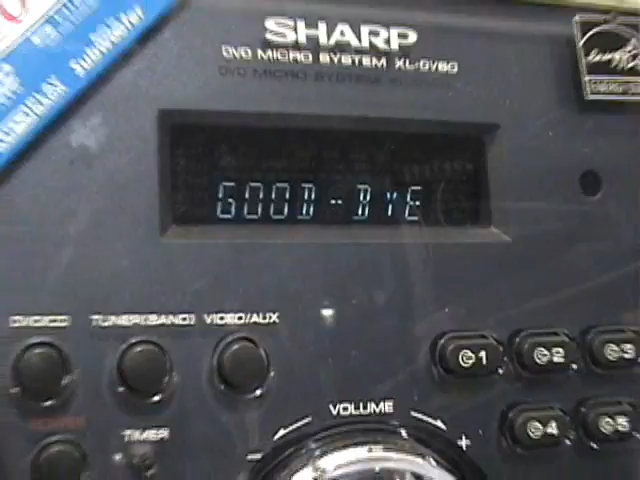 SHARP
DVD MICRO SYSTEM XL-DV60
GOOD--BYE
DVD/CD
TUNER(BAND)
VIDEO/AUX
TIMER
VOLUME
-
+
1
2
3
4
5
Subwoofer